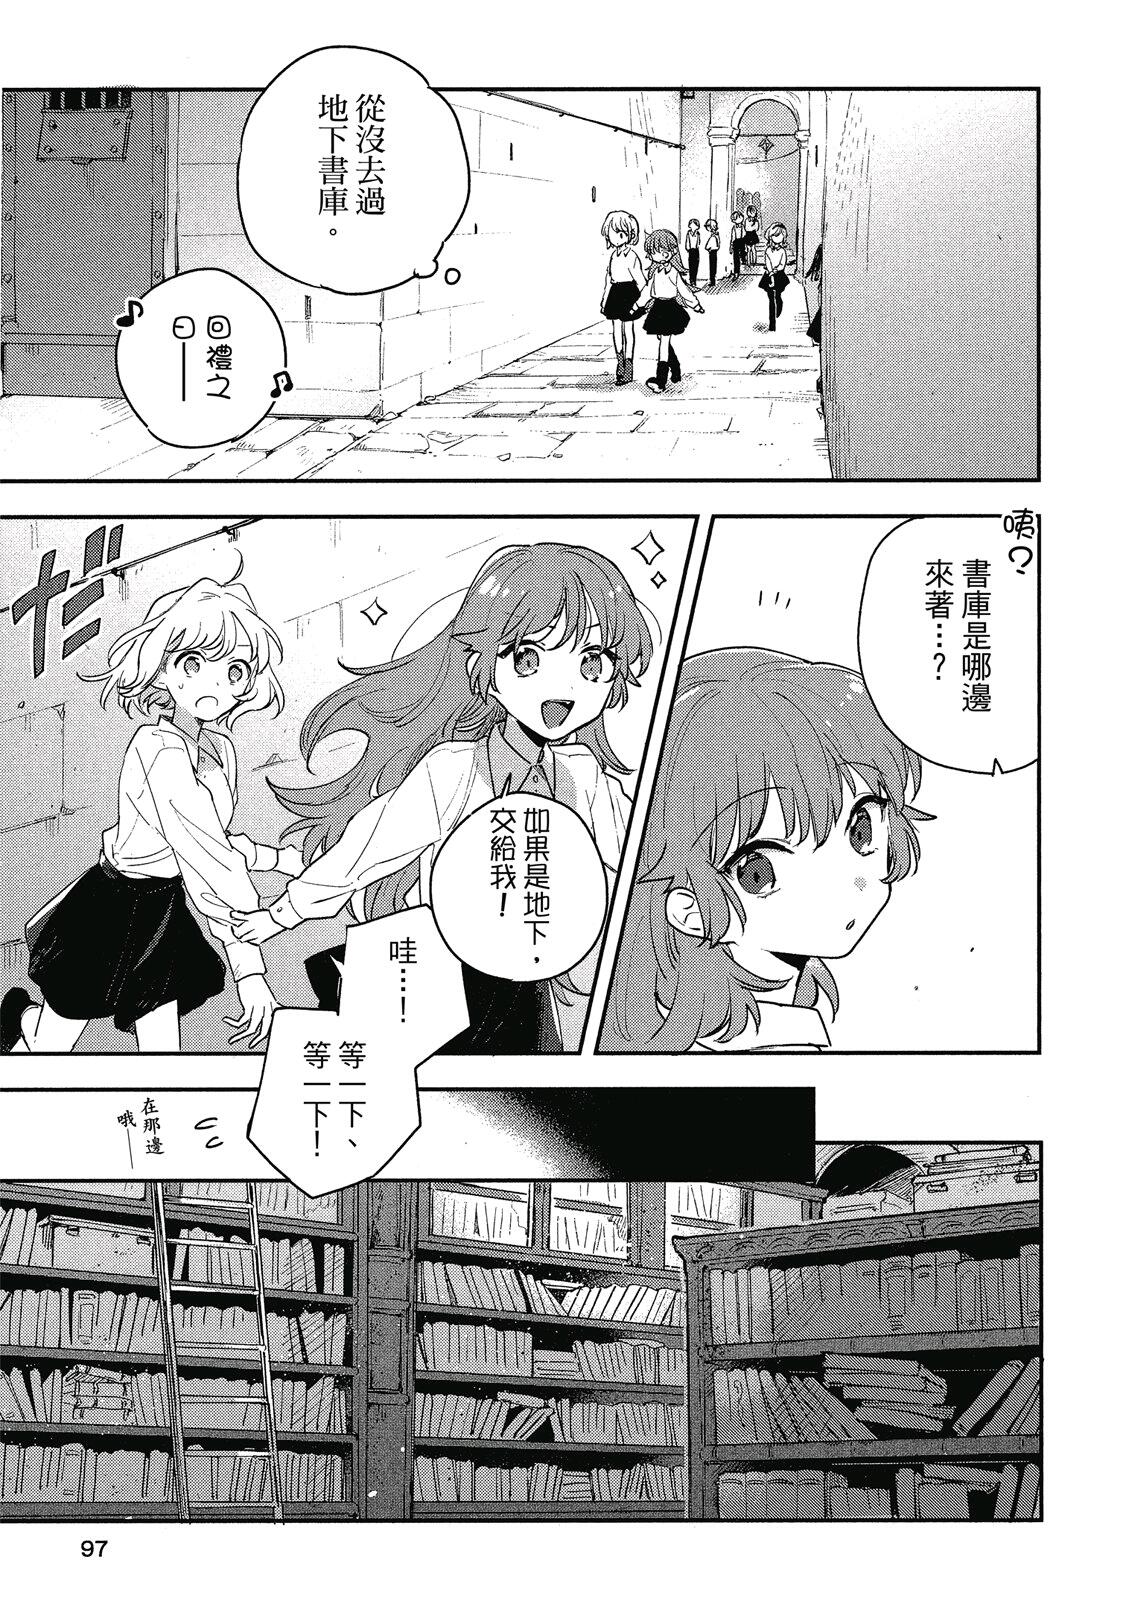 從沒去過
地下書庫。
回禮之
日——
咦？
書庫是哪邊
來著…？
如果是地下，
交給我！
ダッ
哇…！
等一下、
等一下！
在那邊
哦——
97